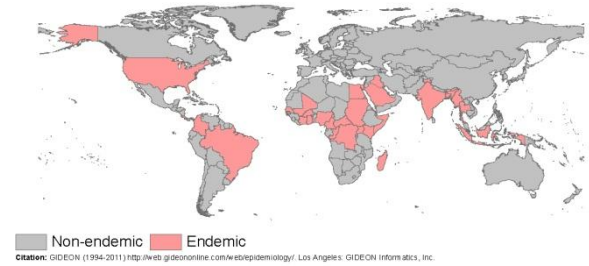 Non-endemic Endemic
Citation: GIDEON (1994-2011) http://web.gideononline.com/web/epidemiology/. Los Angeles: GIDEON Informatics, Inc.